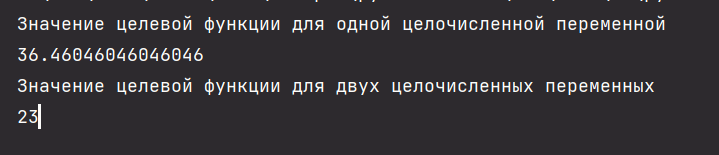 Значение целевой функции для одной целочисленной переменной
36.46046046046046
Значение целевой функции для двух целочисленных переменных
23